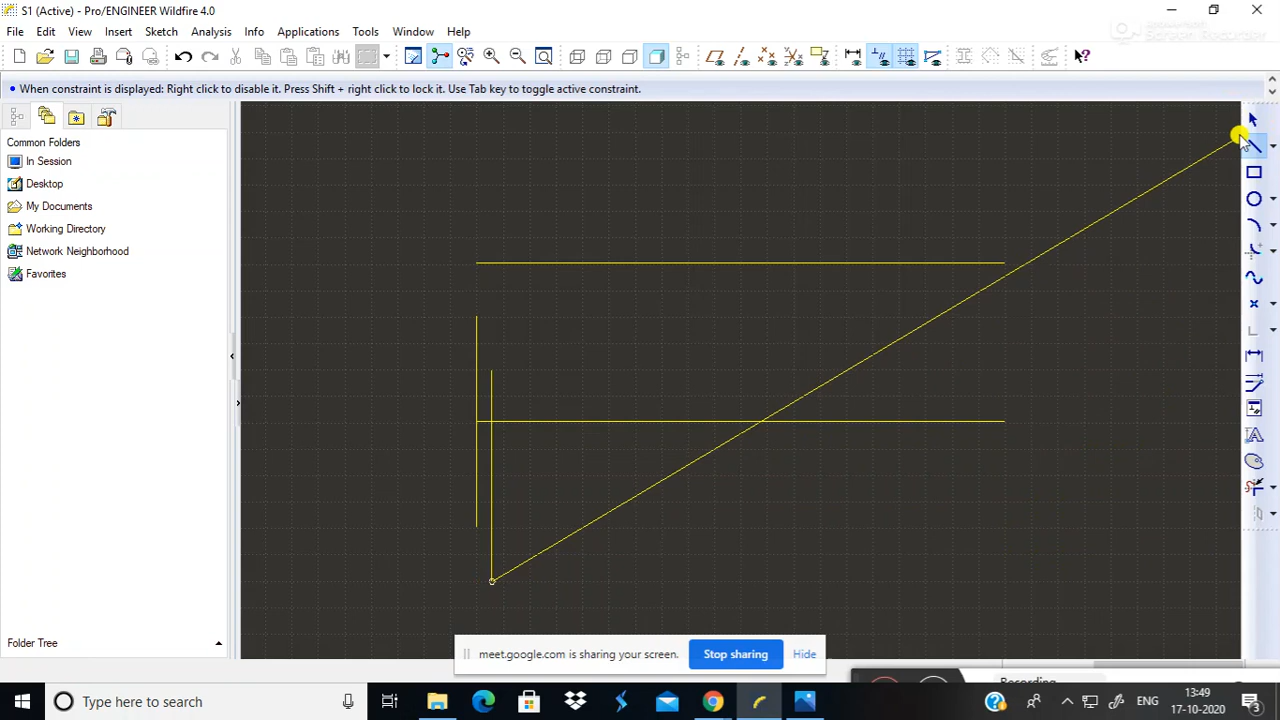 S1 (Active) - Pro/ENGINEER Wildfire 4.0
File Edit View Insert Sketch Analysis Info Applications Tools Window Help
When constraint is displayed: Right click to disable it. Press Shift + right click to lock it. Use Tab key to toggle active constraint.
Common Folders
In Session
Desktop
My Documents
Working Directory
Network Neighborhood
Favorites
Folder Tree
meet.google.com is sharing your screen. Stop sharing Hide
Recording
Type here to search
ENG
13:49
17-10-2020
3